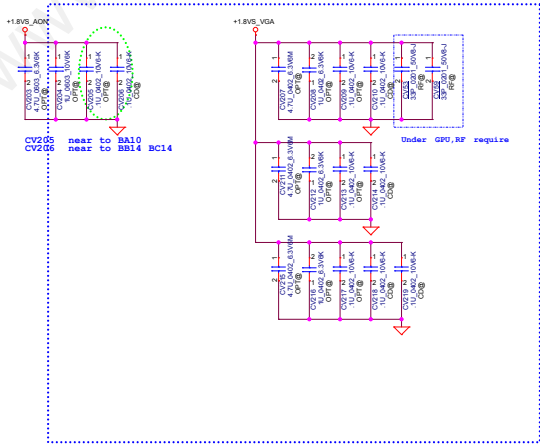 +1.8VS_AON
+1.8VS_VGA
CV203
4.7U_0603_6.3V6K
OPT@
CV204
1U_0603_10V6K
OPT@
CV205
.1U_0402_10V6-K
OPT@
CV206
.1U_0402_10V6-K
CD@
CV207
4.7U_0402_6.3V6M
OPT@
CV208
1U_0402_6.3V6K
OPT@
CV209
.1U_0402_10V6-K
OPT@
CV210
.1U_0402_10V6-K
CD@
33P_0201_50V8-J
RF@
33P_0201_50V8-J
RF@
CV205 near to BA10
CV206 near to BB14 BC14
Under GPU,RF require
CV211
4.7U_0402_6.3V6M
OPT@
CV212
1U_0402_6.3V6K
OPT@
CV213
.1U_0402_10V6-K
OPT@
CV214
.1U_0402_10V6-K
CD@
CV215
4.7U_0402_6.3V6M
OPT@
CV216
1U_0402_6.3V6K
OPT@
CV217
.1U_0402_10V6-K
OPT@
CV218
.1U_0402_10V6-K
CD@
CV219
.1U_0402_10V6-K
CD@